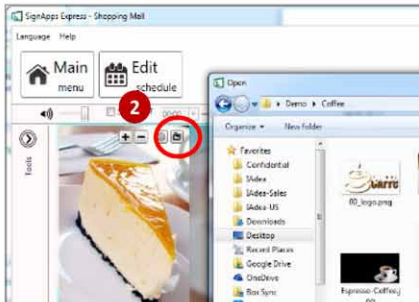 SignApps Express - Shopping Mall
Language Help
Main
menu
Edit
schedule
2
00:00
Tools
Open
Demo
Coffee
Organize
New folder
Favorites
Confidential
IAdea
IAdea-Sales
IAdea-US
Downloads
Desktop
Recent Places
Google Drive
OneDrive
Box Sync
00_logo.png
Espresso-Coffee.j